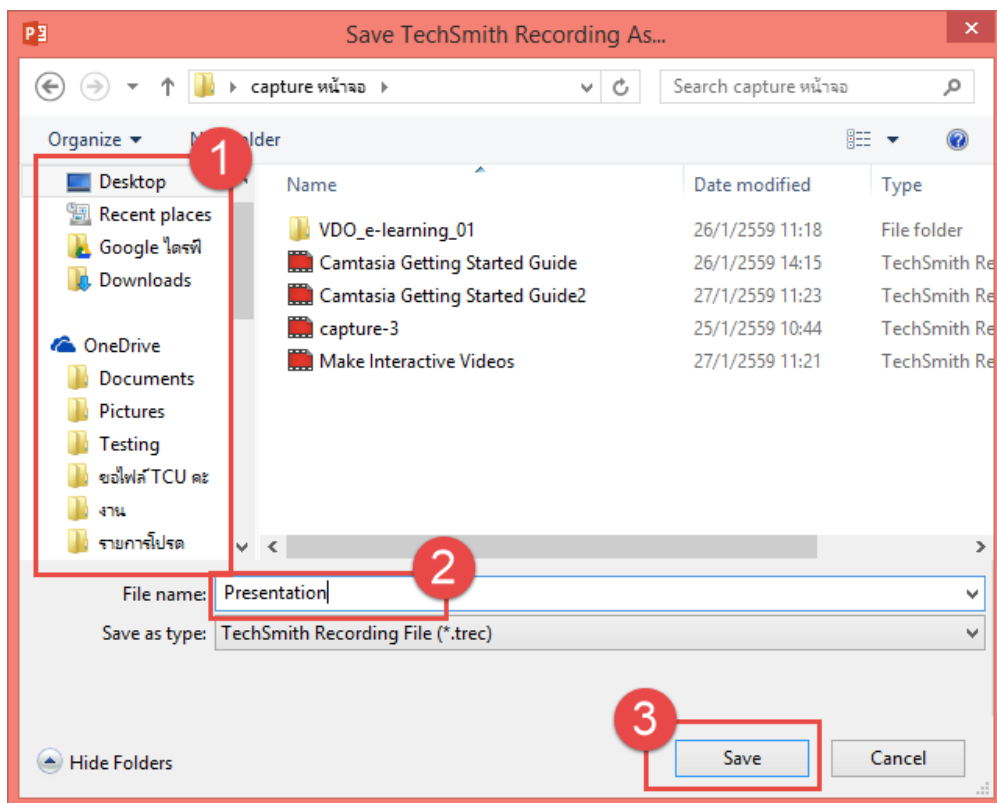 Save TechSmith Recording As...
capture หน้าจอ
Search capture หน้าจอ
Organize
1
Desktop
Recent places
Google ไดรฟ์
Downloads
OneDrive
Documents
Pictures
Testing
ขอไฟล์ TCU คะ
งาน
รายการโปรด
Name Date modified Type
VDO_e-learning_01 26/1/2559 11:18 File folder
Camtasia Getting Started Guide 26/1/2559 14:15 TechSmith Re
Camtasia Getting Started Guide2 27/1/2559 11:23 TechSmith Re
capture-3 25/1/2559 10:44 TechSmith Re
Make Interactive Videos 27/1/2559 11:21 TechSmith Re
2
File name: Presentation
Save as type: TechSmith Recording File (*.trec)
3
Hide Folders Save Cancel